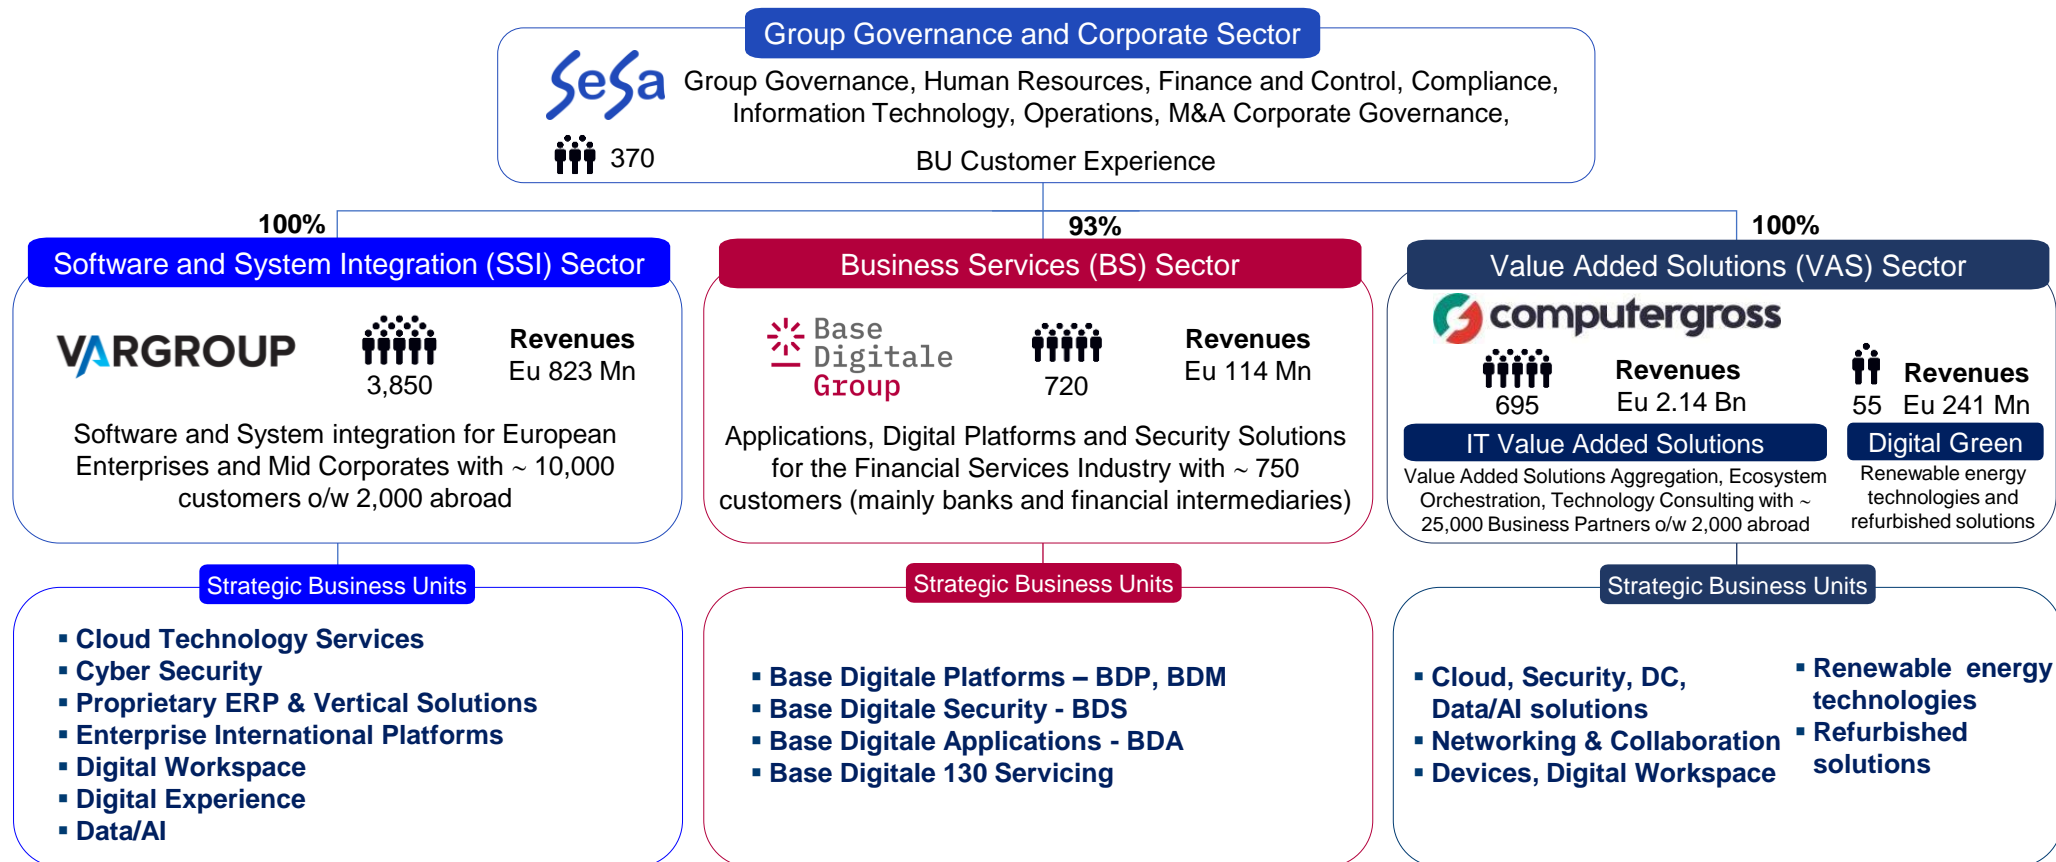 Group Governance and Corporate Sector
SeSa
Group Governance, Human Resources, Finance and Control, Compliance,
Information Technology, Operations, M&A Corporate Governance,
370
BU Customer Experience
100%
93%
100%
Software and System Integration (SSI) Sector
VARGROUP
3,850
Revenues
Eu 823 Mn
Software and System integration for European
Enterprises and Mid Corporates with ~ 10,000
customers o/w 2,000 abroad
Business Services (BS) Sector
Base
Digitale
Group
720
Revenues
Eu 114 Mn
Applications, Digital Platforms and Security Solutions
for the Financial Services Industry with ~ 750
customers (mainly banks and financial intermediaries)
Value Added Solutions (VAS) Sector
computergross
695
Revenues
Eu 2.14 Bn
IT Value Added Solutions
Value Added Solutions Aggregation, Ecosystem
Orchestration, Technology Consulting with ~
25,000 Business Partners o/w 2,000 abroad
55
Revenues
Eu 241 Mn
Digital Green
Renewable energy
technologies and
refurbished solutions
Strategic Business Units
▪ Cloud Technology Services
▪ Cyber Security
▪ Proprietary ERP & Vertical Solutions
▪ Enterprise International Platforms
▪ Digital Workspace
▪ Digital Experience
▪ Data/AI
Strategic Business Units
▪ Base Digitale Platforms – BDP, BDM
▪ Base Digitale Security - BDS
▪ Base Digitale Applications - BDA
▪ Base Digitale 130 Servicing
Strategic Business Units
▪ Cloud, Security, DC,
Data/AI solutions
▪ Networking & Collaboration
▪ Devices, Digital Workspace
▪ Renewable energy
technologies
▪ Refurbished
solutions